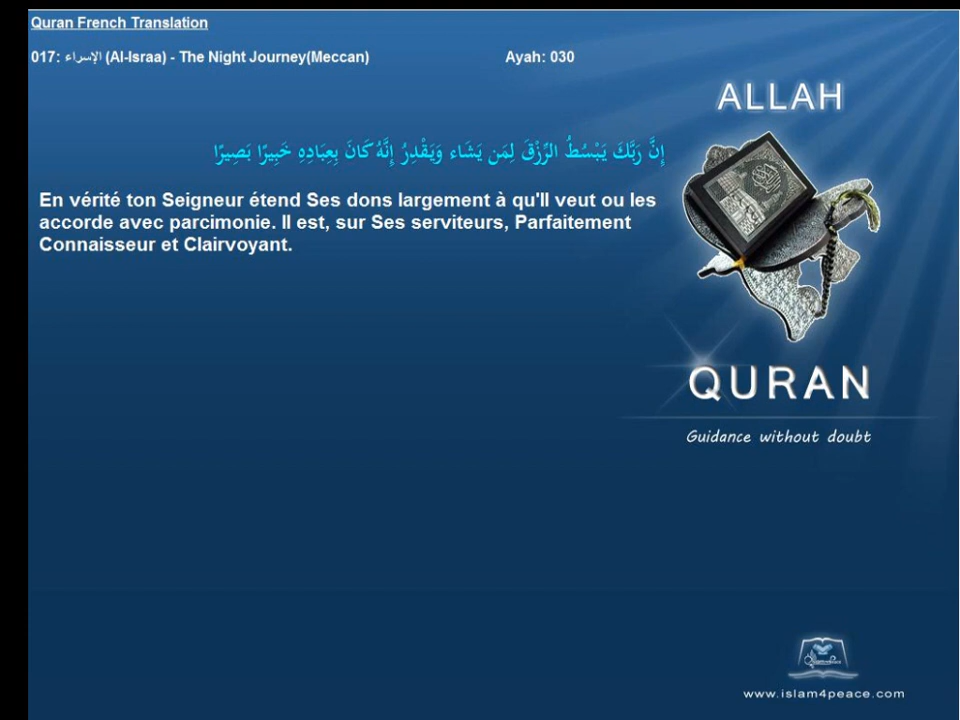 Quran French Translation
017: الإسراء (Al-Israa) - The Night Journey(Meccan) Ayah: 030
ALLAH
إِنَّ رَبَّكَ يَبْسُطُ الرِّزْقَ لِمَن يَشَاء وَيَقْدِرُ إِنَّهُ كَانَ بِعِبَادِهِ خَبِيرًا بَصِيرًا
En vérité ton Seigneur étend Ses dons largement à qu'Il veut ou les
accorde avec parcimonie. Il est, sur Ses serviteurs, Parfaitement
Connaisseur et Clairvoyant.
QURAN
Guidance without doubt
www.islam4peace.com